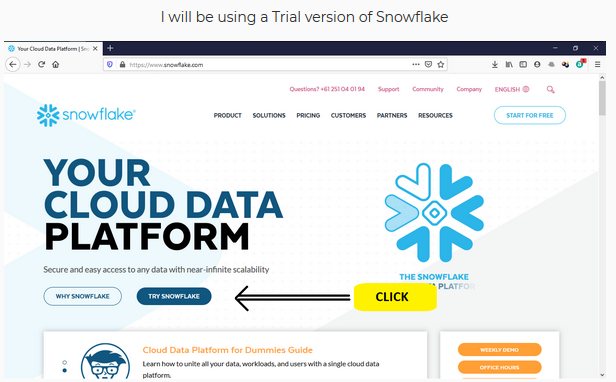 I will be using a Trial version of Snowflake
Your Cloud Data Platform | Sno
https://www.snowflake.com
Questions? +61 251 04 01 94 Support Community Company ENGLISH
snowflake
PRODUCT SOLUTIONS PRICING CUSTOMERS PARTNERS RESOURCES START FOR FREE
YOUR
CLOUD DATA
PLATFORM
Secure and easy access to any data with near-infinite scalability
THE SNOWFLAKE
WHY SNOWFLAKE TRY SNOWFLAKE CLICK
Cloud Data Platform for Dummies Guide
Learn how to unite all your data, workloads, and users with a single cloud data
platform.
WEEKLY DEMO
OFFICE HOURS